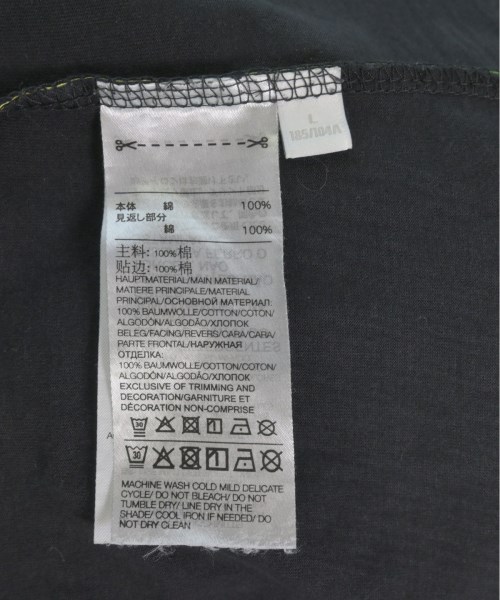 L
185/104A
本体 綿 100%
見返し部分
綿 100%
主料: 100%棉
贴边: 100%棉
HAUPTMATERIAL/MAIN MATERIAL/
MATIERE PRINCIPALE/MATERIAL
PRINCIPAL/ОСНОВНОЙ МАТЕРИАЛ:
100% BAUMWOLLE/COTTON/COTON/
ALGODÓN/ALGODÃO/ХЛОПОК
BELEG/FACING/REVERS/CARA/CARA/
PARTE FRONTAL/НАРУЖНАЯ
ОТДЕЛКА:
100% BAUMWOLLE/COTTON/COTON/
ALGODÓN/ALGODÃO/ХЛОПОК
EXCLUSIVE OF TRIMMING AND
DECORATION/GARNITURE ET
DÉCORATION NON-COMPRISE
30
30
MACHINE WASH COLD MILD DELICATE
CYCLE/ DO NOT BLEACH/ DO NOT
TUMBLE DRY/ LINE DRY IN THE
SHADE/ COOL IRON IF NEEDED/ DO
NOT DRY CLEAN